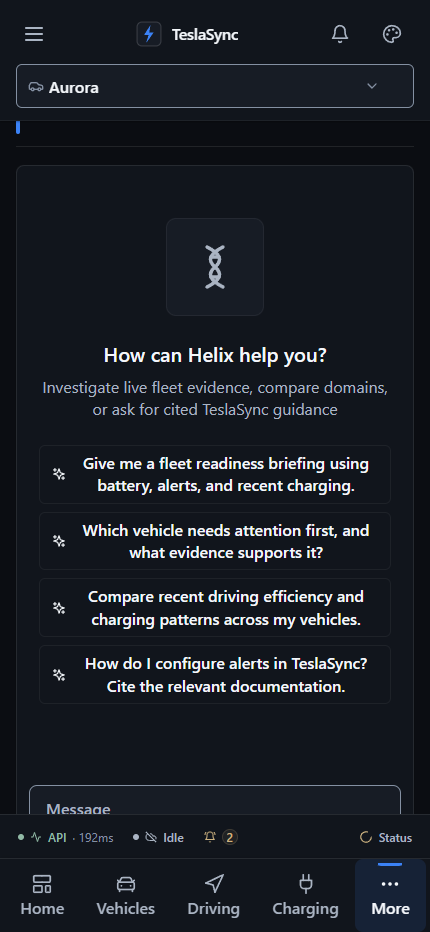 TeslaSync
Aurora
How can Helix help you?
Investigate live fleet evidence, compare domains,
or ask for cited TeslaSync guidance
Give me a fleet readiness briefing using
battery, alerts, and recent charging.
Which vehicle needs attention first, and
what evidence supports it?
Compare recent driving efficiency and
charging patterns across my vehicles.
How do I configure alerts in TeslaSync?
Cite the relevant documentation.
Message
API · 192ms Idle 2 Status
Home Vehicles Driving Charging More